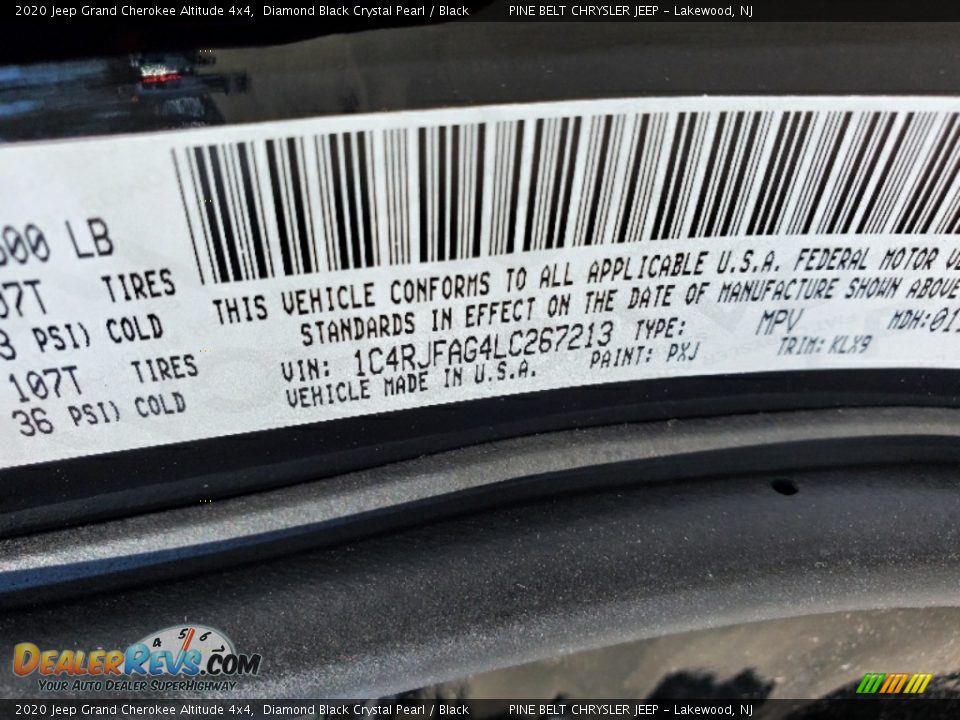 2020 Jeep Grand Cherokee Altitude 4x4, Diamond Black Crystal Pearl / Black PINE BELT CHRYSLER JEEP - Lakewood, NJ
LB
TIRES
PSI) COLD
107T TIRES
36 PSI) COLD
THIS VEHICLE CONFORMS TO ALL APPLICABLE U.S.A. FEDERAL MOTOR
STANDARDS IN EFFECT ON THE DATE OF MANUFACTURE SHOWN ABOVE
VIN: 1C4RJFAG4LC267213 TYPE: MPV MDH:
VEHICLE MADE IN U.S.A. PAINT: PXJ TRIM: KLX9
4 5 6
DEALERREVS.COM
YOUR AUTO DEALER SUPERHIGHWAY
2020 Jeep Grand Cherokee Altitude 4x4, Diamond Black Crystal Pearl / Black PINE BELT CHRYSLER JEEP - Lakewood, NJ